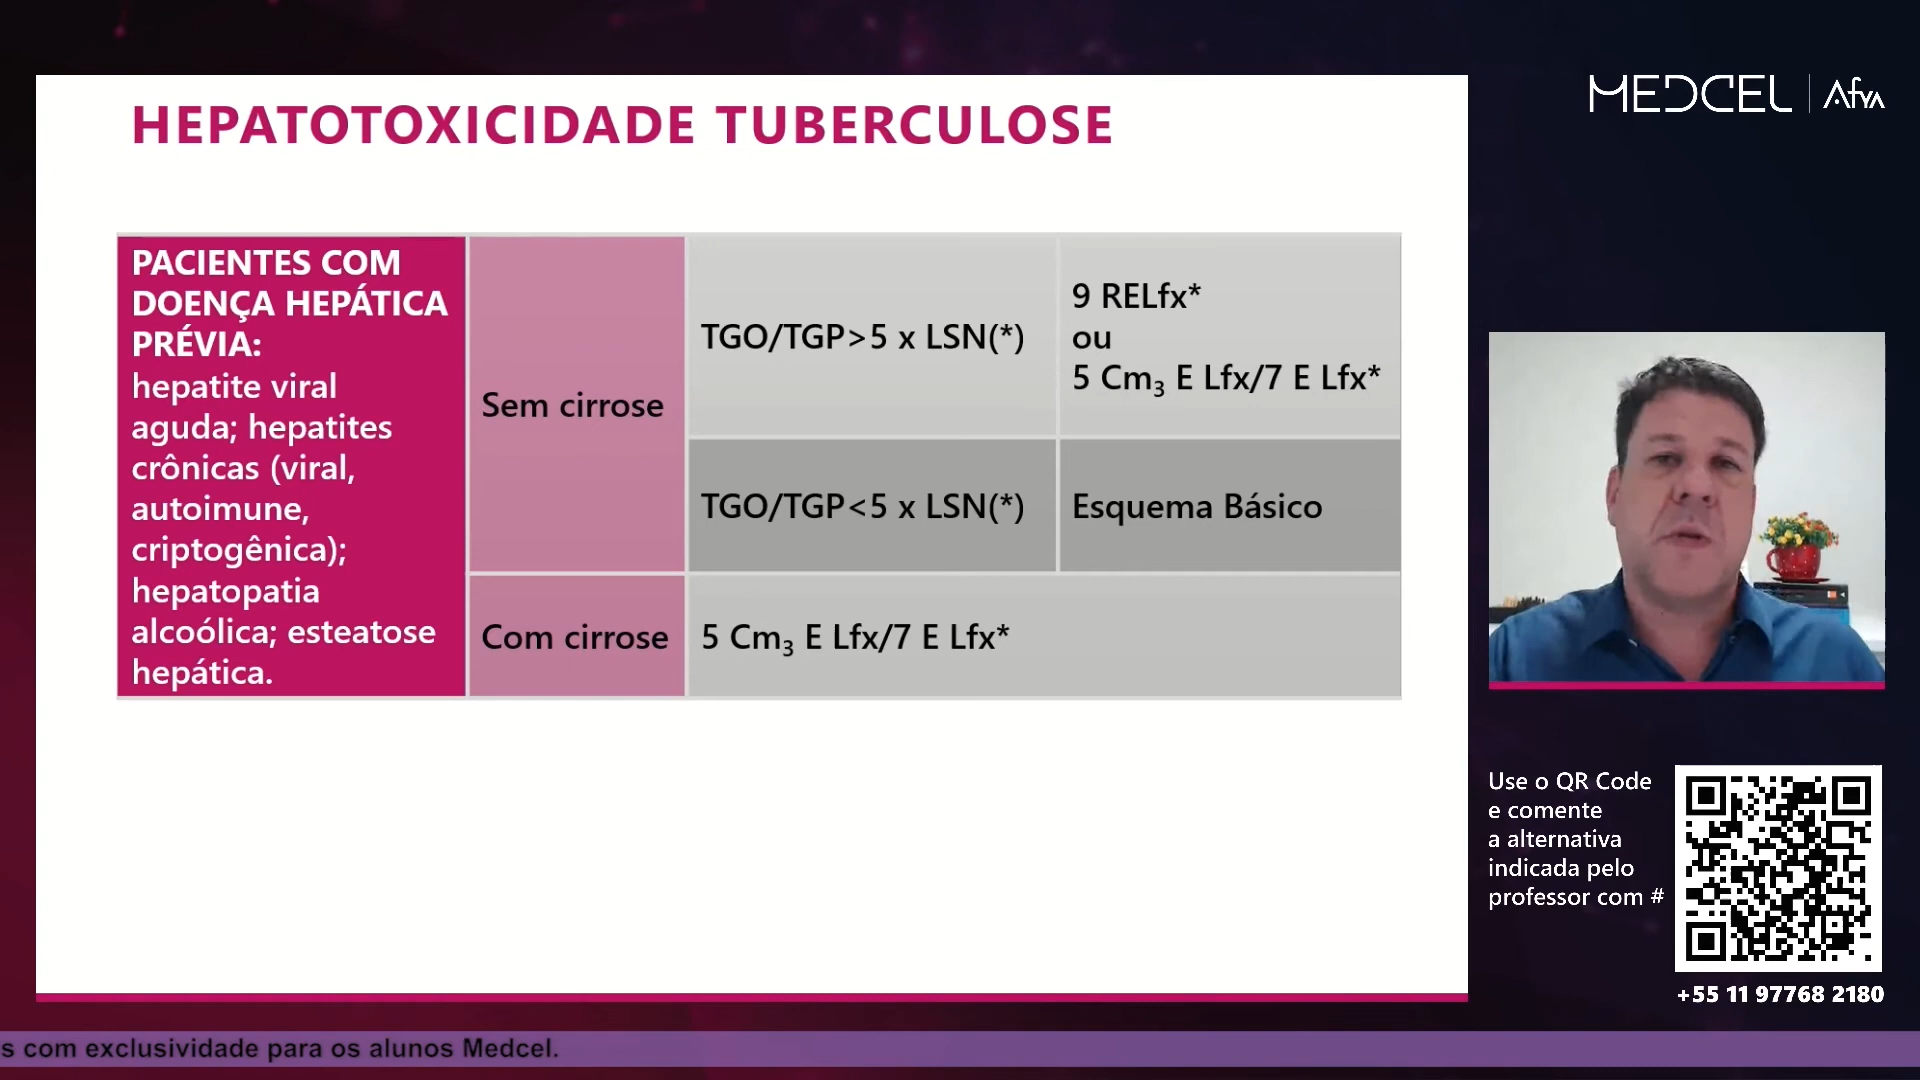 MEDCEL | Afya
HEPATOTOXICIDADE TUBERCULOSE
PACIENTES COM
DOENÇA HEPÁTICA
PRÉVIA:
hepatite viral
aguda; hepatites
crônicas (viral,
autoimune,
criptogênica);
hepatopatia
alcoólica; esteatose
hepática.
Sem cirrose
TGO/TGP>5 x LSN(*)
9 RELfx*
ou
5 Cm₃ E Lfx/7 E Lfx*
TGO/TGP<5 x LSN(*)
Esquema Básico
Com cirrose
5 Cm₃ E Lfx/7 E Lfx*
Use o QR Code
e comente
a alternativa
indicada pelo
professor com #
+55 11 97768 2180
s com exclusividade para os alunos Medcel.